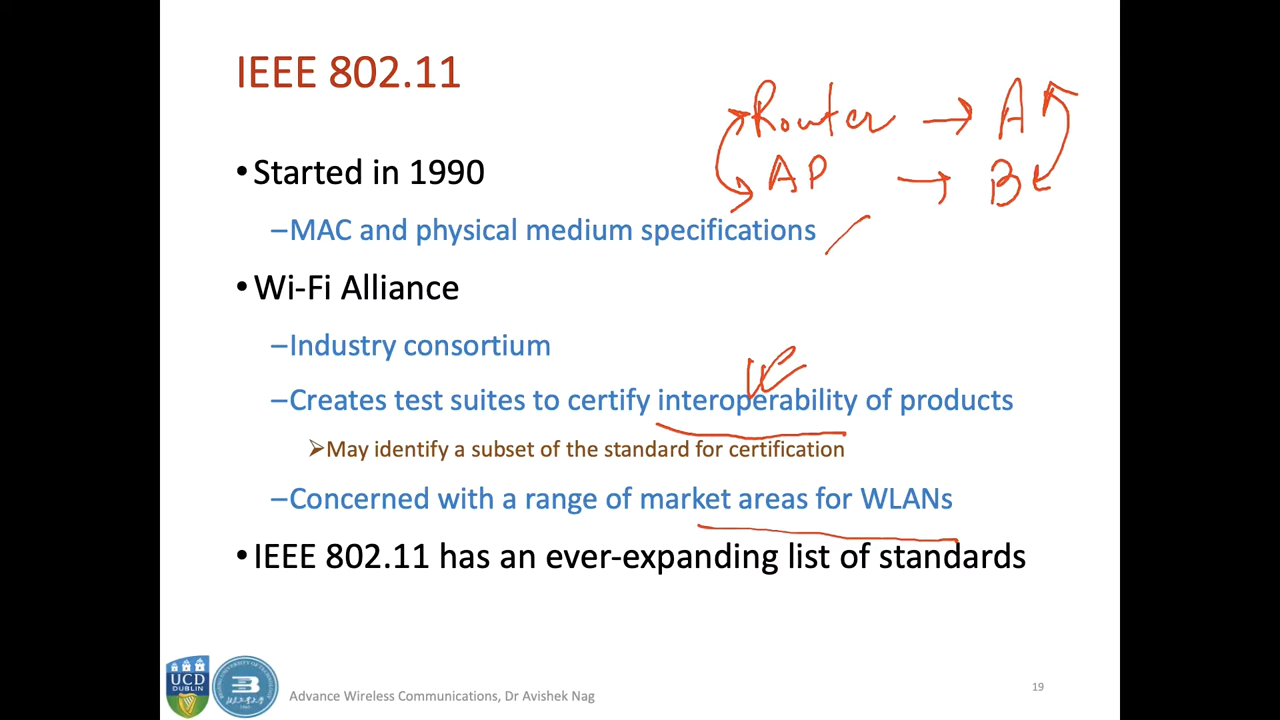 IEEE 802.11
Router → A
•Started in 1990
AP → B
–MAC and physical medium specifications
•Wi-Fi Alliance
–Industry consortium
–Creates test suites to certify interoperability of products
➢May identify a subset of the standard for certification
–Concerned with a range of market areas for WLANs
•IEEE 802.11 has an ever-expanding list of standards
UCD
DUBLIN
Advance Wireless Communications, Dr Avishek Nag
19